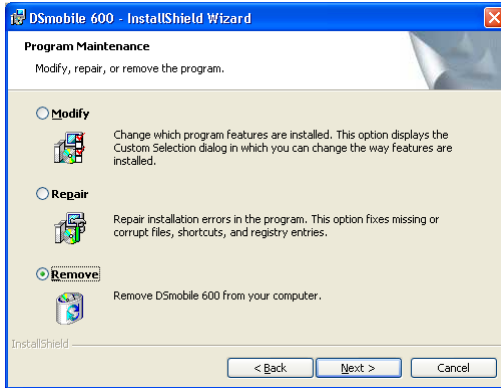 DSmobile 600 - InstallShield Wizard
Program Maintenance
Modify, repair, or remove the program.
Modify
Change which program features are installed. This option displays the
Custom Selection dialog in which you can change the way features are
installed.
Repair
Repair installation errors in the program. This option fixes missing or
corrupt files, shortcuts, and registry entries.
Remove
Remove DSmobile 600 from your computer.
InstallShield
< Back
Next >
Cancel